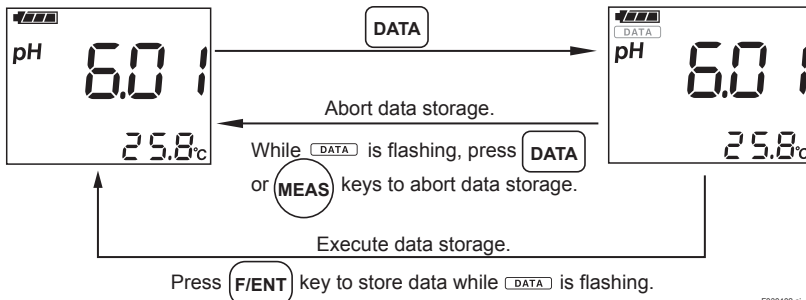 DATA
DATA
pH 6.01
pH 6.01
25.8°C
25.8°C
Abort data storage.
While DATA is flashing, press DATA
or MEAS keys to abort data storage.
Execute data storage.
Press F/ENT key to store data while DATA is flashing.